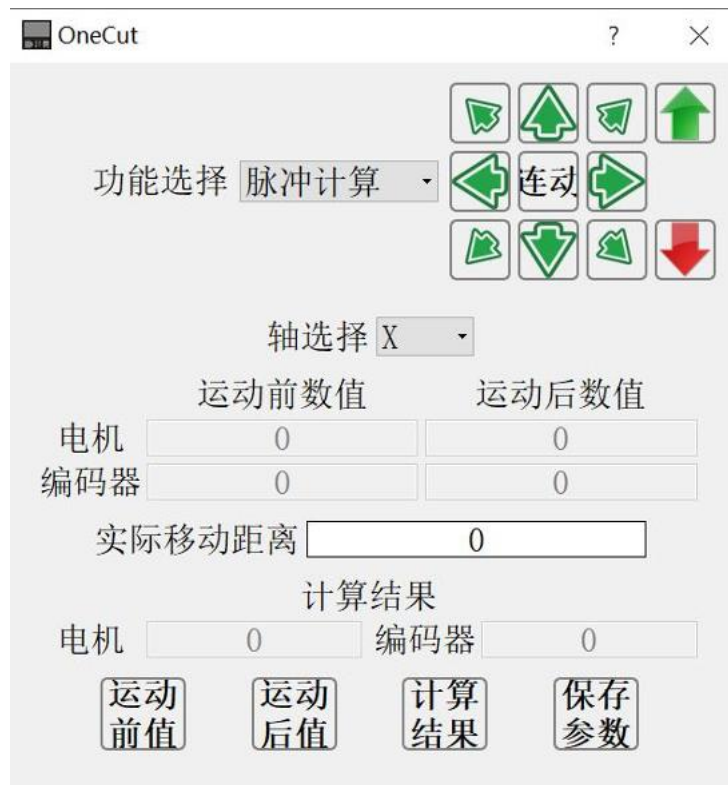 OneCut ?
功能选择 脉冲计算 连动
轴选择 X
运动前数值 运动后数值
电机 0 0
编码器 0 0
实际移动距离 0
计算结果
电机 0 编码器 0
运动 运动 计算 保存
前值 后值 结果 参数